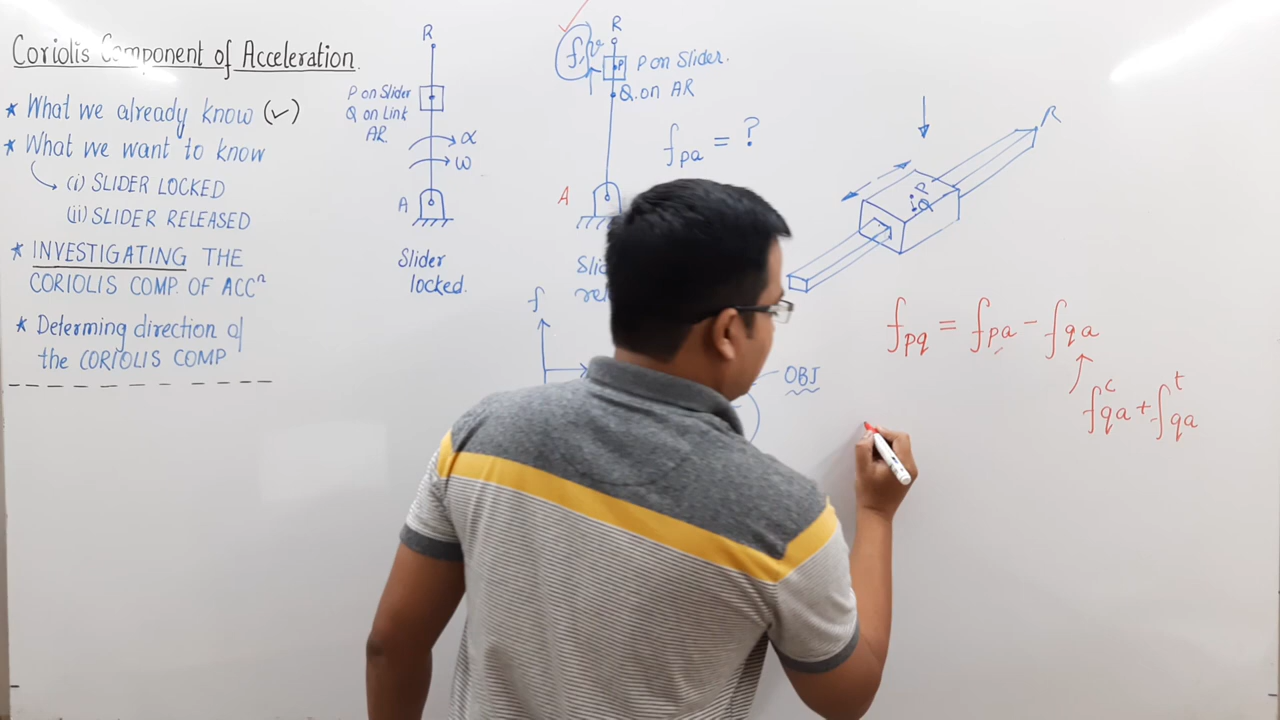 Coriolis Component of Acceleration.
* What we already know (✓)
* What we want to know
(i) SLIDER LOCKED
(ii) SLIDER RELEASED
* INVESTIGATING THE
CORIOLIS COMP. OF ACCⁿ
* Determing direction of
the CORIOLIS COMP
R
P on Slider
Q on Link
AR.
α
ω
A
Slider
locked.
R
f, v
P
P on Slider.
Q on AR
A
f
f_pa = ?
OBJ
R
P
Q
f_pq = f_pa - f_qa
f^c_qa + f^t_qa